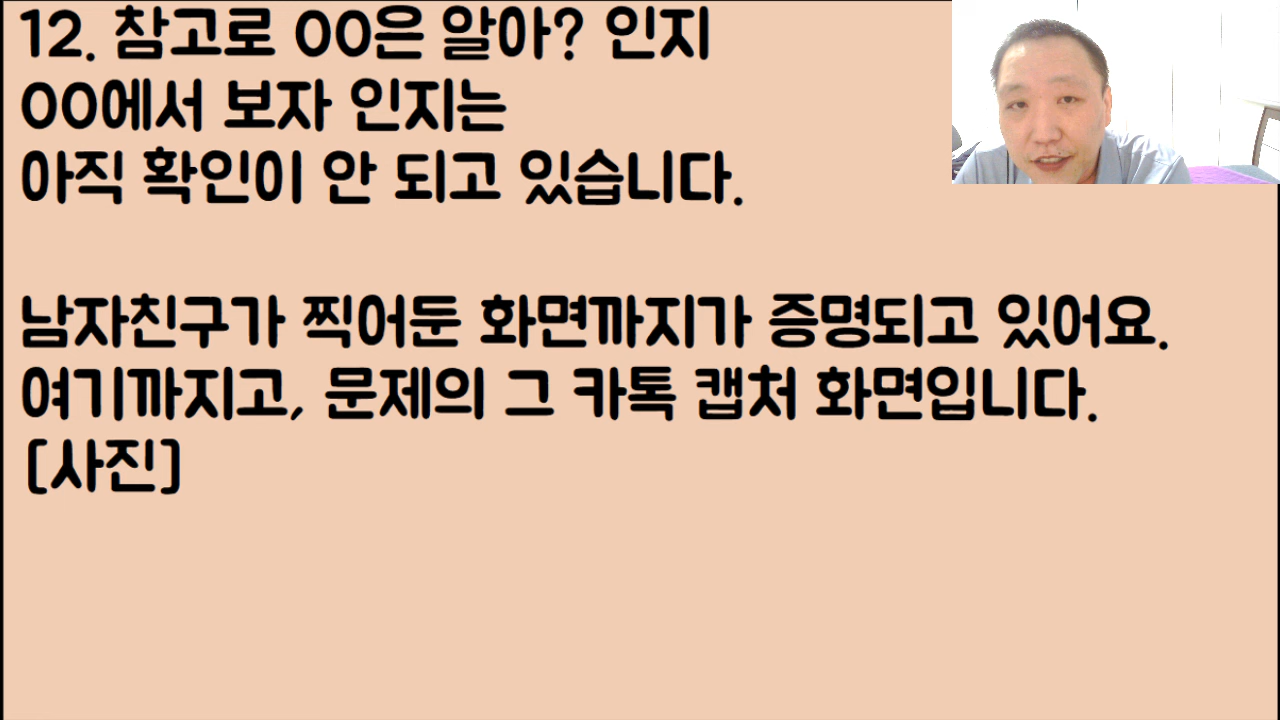 12. 참고로 OO은 알아? 인지
OO에서 보자 인지는
아직 확인이 안 되고 있습니다.
남자친구가 찍어둔 화면까지가 증명되고 있어요.
여기까지고, 문제의 그 카톡 캡처 화면입니다.
[사진]